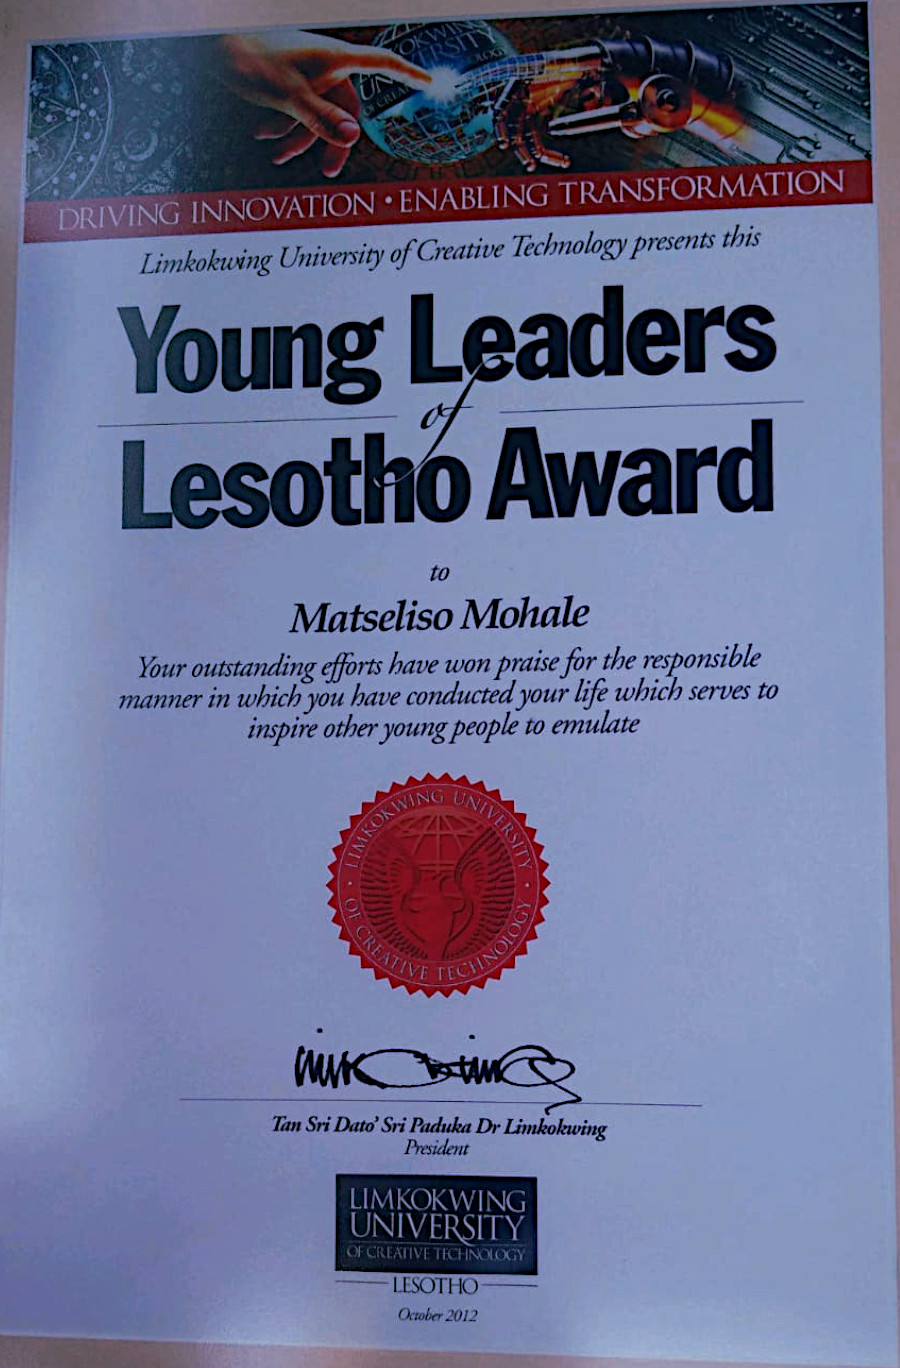 DRIVING INNOVATION • ENABLING TRANSFORMATION
Limkokwing University of Creative Technology presents this
Young Leaders
of
Lesotho Award
to
Matseliso Mohale
Your outstanding efforts have won praise for the responsible
manner in which you have conducted your life which serves to
inspire other young people to emulate
LIMKOKWING UNIVERSITY
• OF CREATIVE TECHNOLOGY •
Tan Sri Dato' Sri Paduka Dr Limkokwing
President
LIMKOKWING
UNIVERSITY
OF CREATIVE TECHNOLOGY
LESOTHO
October 2012